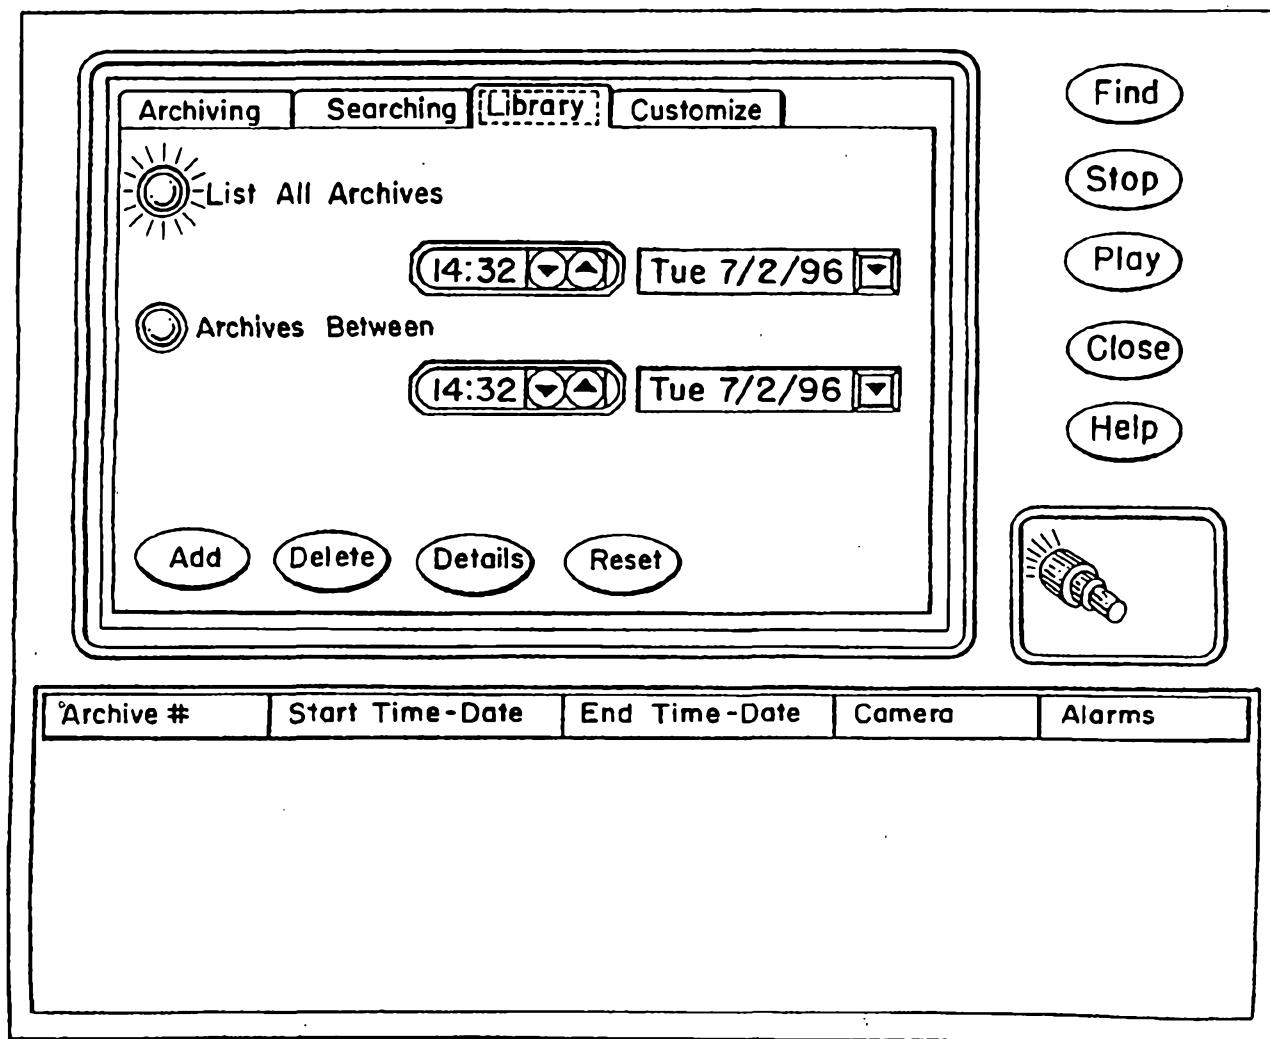 Archiving Searching Library Customize
List All Archives
14:32 Tue 7/2/96
Archives Between
14:32 Tue 7/2/96
Add Delete Details Reset
Find
Stop
Play
Close
Help
Archive # Start Time-Date End Time-Date Camera Alarms